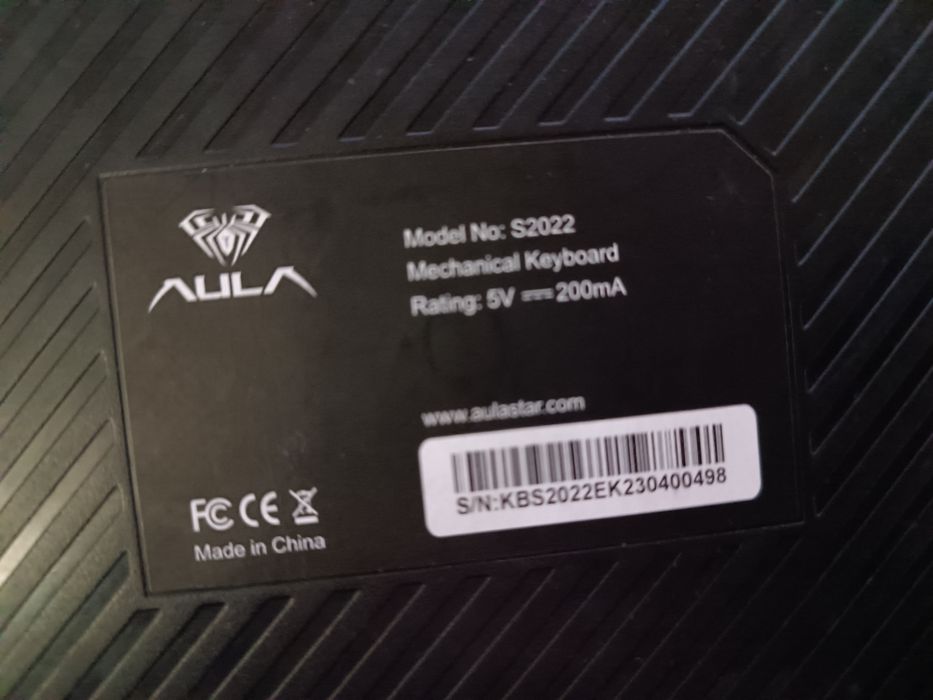 AULA
Model No: S2022
Mechanical Keyboard
Rating: 5V ⎓ 200mA
www.aulastar.com
S/N:KBS2022EK230400498
FC CE
Made in China